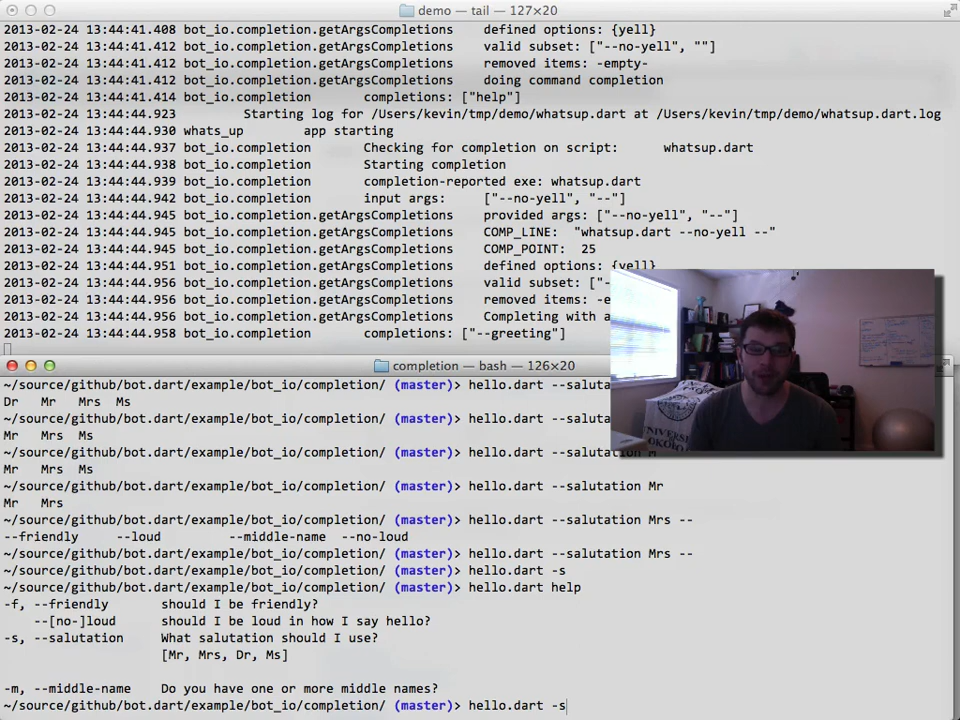 demo — tail — 127×20
2013-02-24 13:44:41.408 bot_io.completion.getArgsCompletions defined options: {yell}
2013-02-24 13:44:41.412 bot_io.completion.getArgsCompletions valid subset: ["--no-yell", ""]
2013-02-24 13:44:41.412 bot_io.completion.getArgsCompletions removed items: -empty-
2013-02-24 13:44:41.412 bot_io.completion.getArgsCompletions doing command completion
2013-02-24 13:44:41.414 bot_io.completion completions: ["help"]
2013-02-24 13:44:44.923 Starting log for /Users/kevin/tmp/demo/whatsup.dart at /Users/kevin/tmp/demo/whatsup.dart.log
2013-02-24 13:44:44.930 whats_up app starting
2013-02-24 13:44:44.937 bot_io.completion Checking for completion on script: whatsup.dart
2013-02-24 13:44:44.938 bot_io.completion Starting completion
2013-02-24 13:44:44.939 bot_io.completion completion-reported exe: whatsup.dart
2013-02-24 13:44:44.942 bot_io.completion input args: ["--no-yell", "--"]
2013-02-24 13:44:44.945 bot_io.completion.getArgsCompletions provided args: ["--no-yell", "--"]
2013-02-24 13:44:44.945 bot_io.completion.getArgsCompletions COMP_LINE: "whatsup.dart --no-yell --"
2013-02-24 13:44:44.945 bot_io.completion.getArgsCompletions COMP_POINT: 25
2013-02-24 13:44:44.951 bot_io.completion.getArgsCompletions defined options: {yell}
2013-02-24 13:44:44.956 bot_io.completion.getArgsCompletions valid subset: ["-
2013-02-24 13:44:44.956 bot_io.completion.getArgsCompletions removed items: -e
2013-02-24 13:44:44.956 bot_io.completion.getArgsCompletions Completing with a
2013-02-24 13:44:44.958 bot_io.completion completions: ["--greeting"]
completion — bash — 126×20
~/source/github/bot.dart/example/bot_io/completion/ (master)> hello.dart --saluta
Dr Mr Mrs Ms
~/source/github/bot.dart/example/bot_io/completion/ (master)> hello.dart --saluta
Mr Mrs Ms
~/source/github/bot.dart/example/bot_io/completion/ (master)> hello.dart --salutation M
Mr Mrs Ms
~/source/github/bot.dart/example/bot_io/completion/ (master)> hello.dart --salutation Mr
Mr Mrs
~/source/github/bot.dart/example/bot_io/completion/ (master)> hello.dart --salutation Mrs --
--friendly --loud --middle-name --no-loud
~/source/github/bot.dart/example/bot_io/completion/ (master)> hello.dart --salutation Mrs --
~/source/github/bot.dart/example/bot_io/completion/ (master)> hello.dart -s
~/source/github/bot.dart/example/bot_io/completion/ (master)> hello.dart help
-f, --friendly should I be friendly?
--[no-]loud should I be loud in how I say hello?
-s, --salutation What salutation should I use?
[Mr, Mrs, Dr, Ms]
-m, --middle-name Do you have one or more middle names?
~/source/github/bot.dart/example/bot_io/completion/ (master)> hello.dart -s